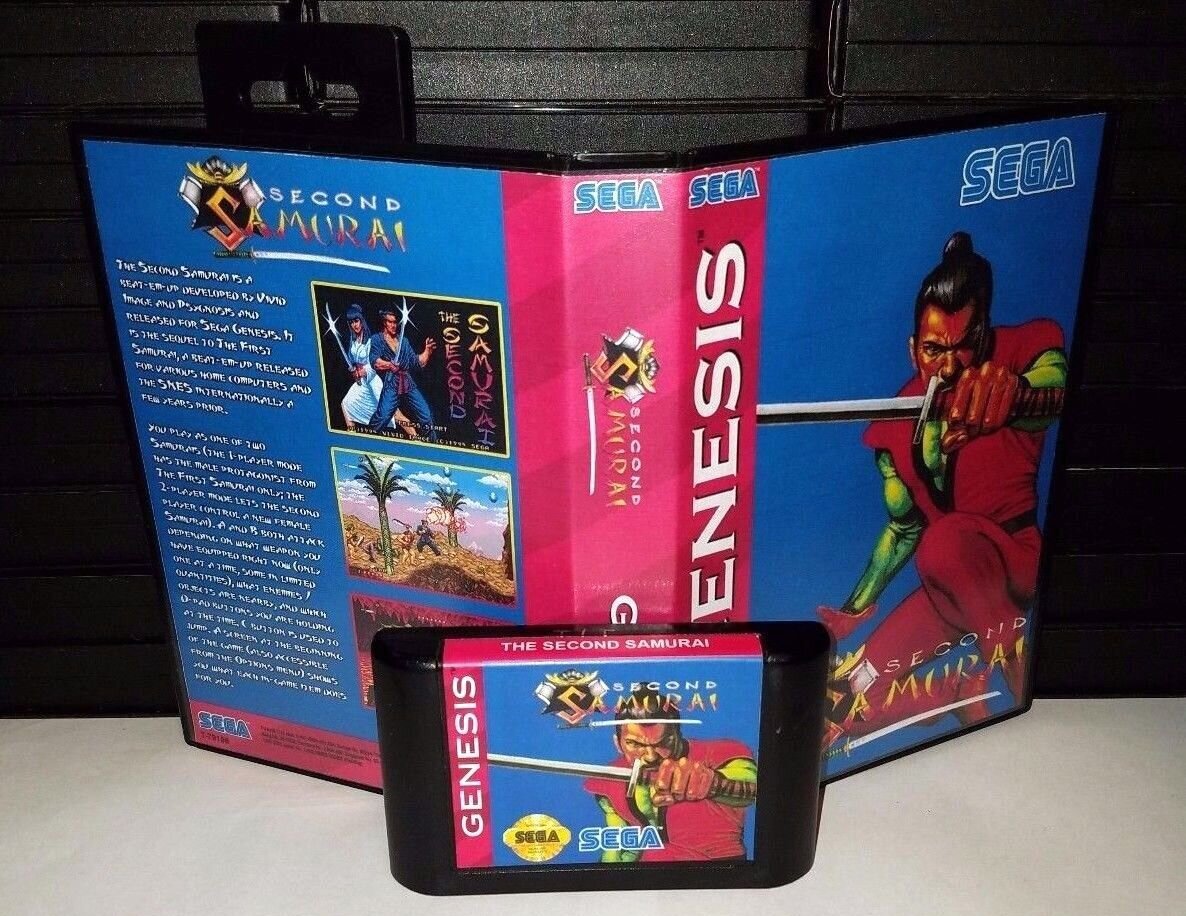 SECOND
SAMURAI
THE SECOND SAMURAI IS A
BEAT-EM-UP DEVELOPED BY VIVID
IMAGE AND PSYGNOSIS AND
RELEASED FOR SEGA GENESIS. IT
IS THE SEQUEL TO THE FIRST
SAMURAI, A BEAT-EM-UP RELEASED
FOR VARIOUS HOME COMPUTERS AND
THE SNES INTERNATIONALLY A
FEW YEARS PRIOR.
YOU PLAY AS ONE OF TWO
SAMURAIS (THE 1-PLAYER MODE
HAS THE MALE PROTAGONIST FROM
THE FIRST SAMURAI ONLY; THE
2-PLAYER MODE LETS THE SECOND
PLAYER CONTROL A NEW FEMALE
SAMURAI). A AND B BOTH ATTACK
DEPENDING ON WHAT WEAPON YOU
HAVE EQUIPPED RIGHT NOW (ONLY
ONE AT A TIME, SOME IN LIMITED
QUANTITIES), WHAT ENEMIES /
OBJECTS ARE NEARBY, AND WHICH
D-PAD BUTTONS YOU ARE HOLDING
AT THE TIME. C BUTTON IS USED TO
JUMP. A SCREEN AT THE BEGINNING
OF THE GAME (ALSO ACCESSIBLE
FROM THE OPTIONS MENU) SHOWS
YOU WHAT EACH IN-GAME ITEM DOES
FOR YOU.
THE
SECOND
SAMURAI
PRESS START
VIVID IMAGE (C)1994 SEGA
SEGA
SEGA
SECOND
SAMURAI
G
SEGA
ENESIS™
SEGA
SECOND
SAMURAI
THE SECOND SAMURAI
GENESIS
SECOND
SAMURAI
SEGA
SEGA